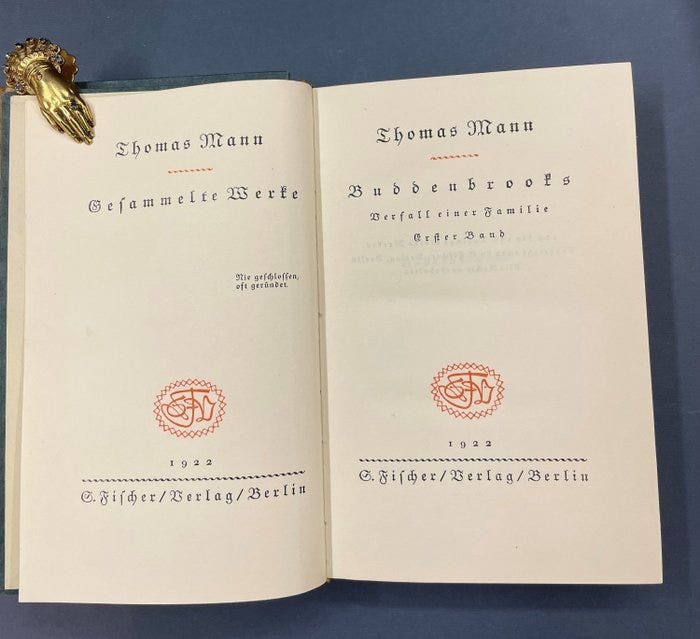 Thomas Mann
Gesammelte Werke
Nie geschlossen,
oft geründet.
1922
S. Fischer/Verlag/Berlin
Thomas Mann
Buddenbrooks
Verfall einer Familie
Erster Band
1922
S. Fischer/Verlag/Berlin